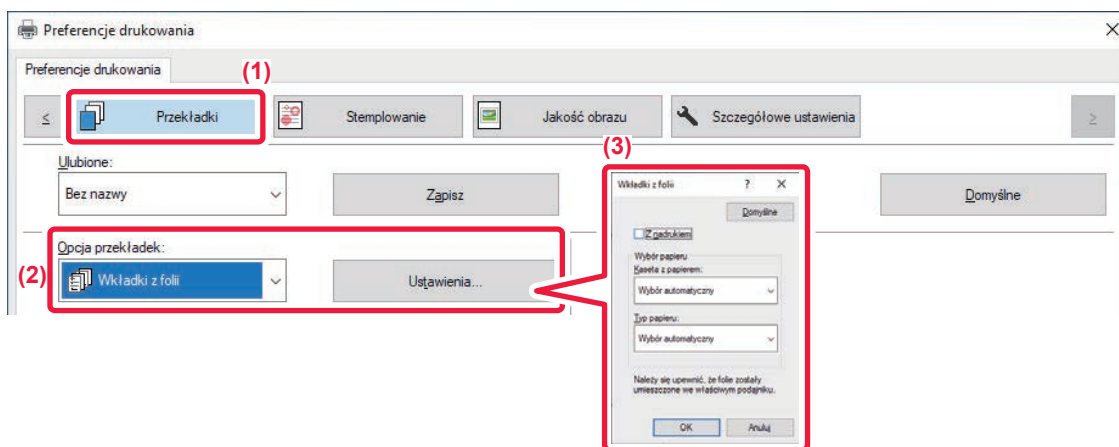 Preferencje drukowania
Preferencje drukowania
(1)
<
Przekładki
Stemplowanie
Jakość obrazu
Szczegółowe ustawienia
>
Ulubione:
Bez nazwy
Zapisz
Domyślne
Opcja przekładek:
(2)
Wkładki z folii
Ustawienia...
(3)
Wkładki z folii
?
Domyślne
Z nadrukiem
Wybór papieru
Kaseta z papierem:
Wybór automatyczny
Typ papieru:
Wybór automatyczny
Należy się upewnić, że folie zostały
umieszczone we właściwym podajniku.
OK
Anuluj